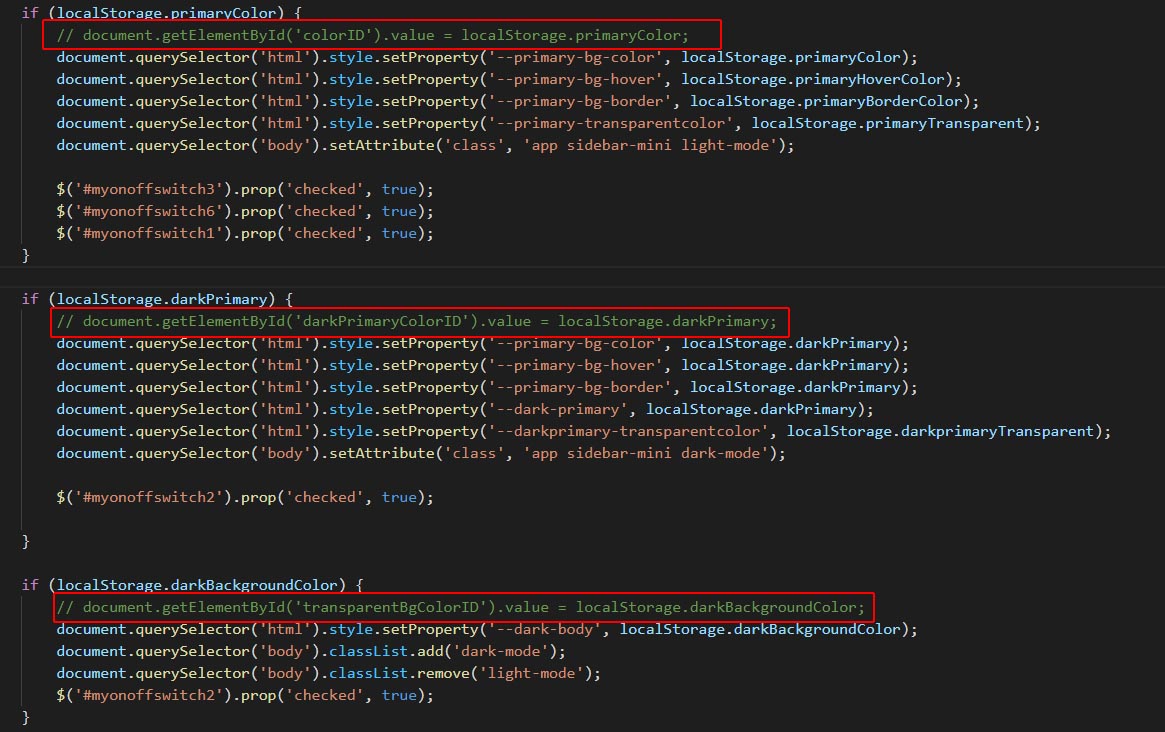 if (localStorage.primaryColor) {
// document.getElementById('colorID').value = localStorage.primaryColor;
document.querySelector('html').style.setProperty('--primary-bg-color', localStorage.primaryColor);
document.querySelector('html').style.setProperty('--primary-bg-hover', localStorage.primaryHoverColor);
document.querySelector('html').style.setProperty('--primary-bg-border', localStorage.primaryBorderColor);
document.querySelector('html').style.setProperty('--primary-transparentcolor', localStorage.primaryTransparent);
document.querySelector('body').setAttribute('class', 'app sidebar-mini light-mode');
$('#myonoffswitch3').prop('checked', true);
$('#myonoffswitch6').prop('checked', true);
$('#myonoffswitch1').prop('checked', true);
}
if (localStorage.darkPrimary) {
// document.getElementById('darkPrimaryColorID').value = localStorage.darkPrimary;
document.querySelector('html').style.setProperty('--primary-bg-color', localStorage.darkPrimary);
document.querySelector('html').style.setProperty('--primary-bg-hover', localStorage.darkPrimary);
document.querySelector('html').style.setProperty('--primary-bg-border', localStorage.darkPrimary);
document.querySelector('html').style.setProperty('--dark-primary', localStorage.darkPrimary);
document.querySelector('html').style.setProperty('--darkprimary-transparentcolor', localStorage.darkprimaryTransparent);
document.querySelector('body').setAttribute('class', 'app sidebar-mini dark-mode');
$('#myonoffswitch2').prop('checked', true);
}
if (localStorage.darkBackgroundColor) {
// document.getElementById('transparentBgColorID').value = localStorage.darkBackgroundColor;
document.querySelector('html').style.setProperty('--dark-body', localStorage.darkBackgroundColor);
document.querySelector('body').classList.add('dark-mode');
document.querySelector('body').classList.remove('light-mode');
$('#myonoffswitch2').prop('checked', true);
}